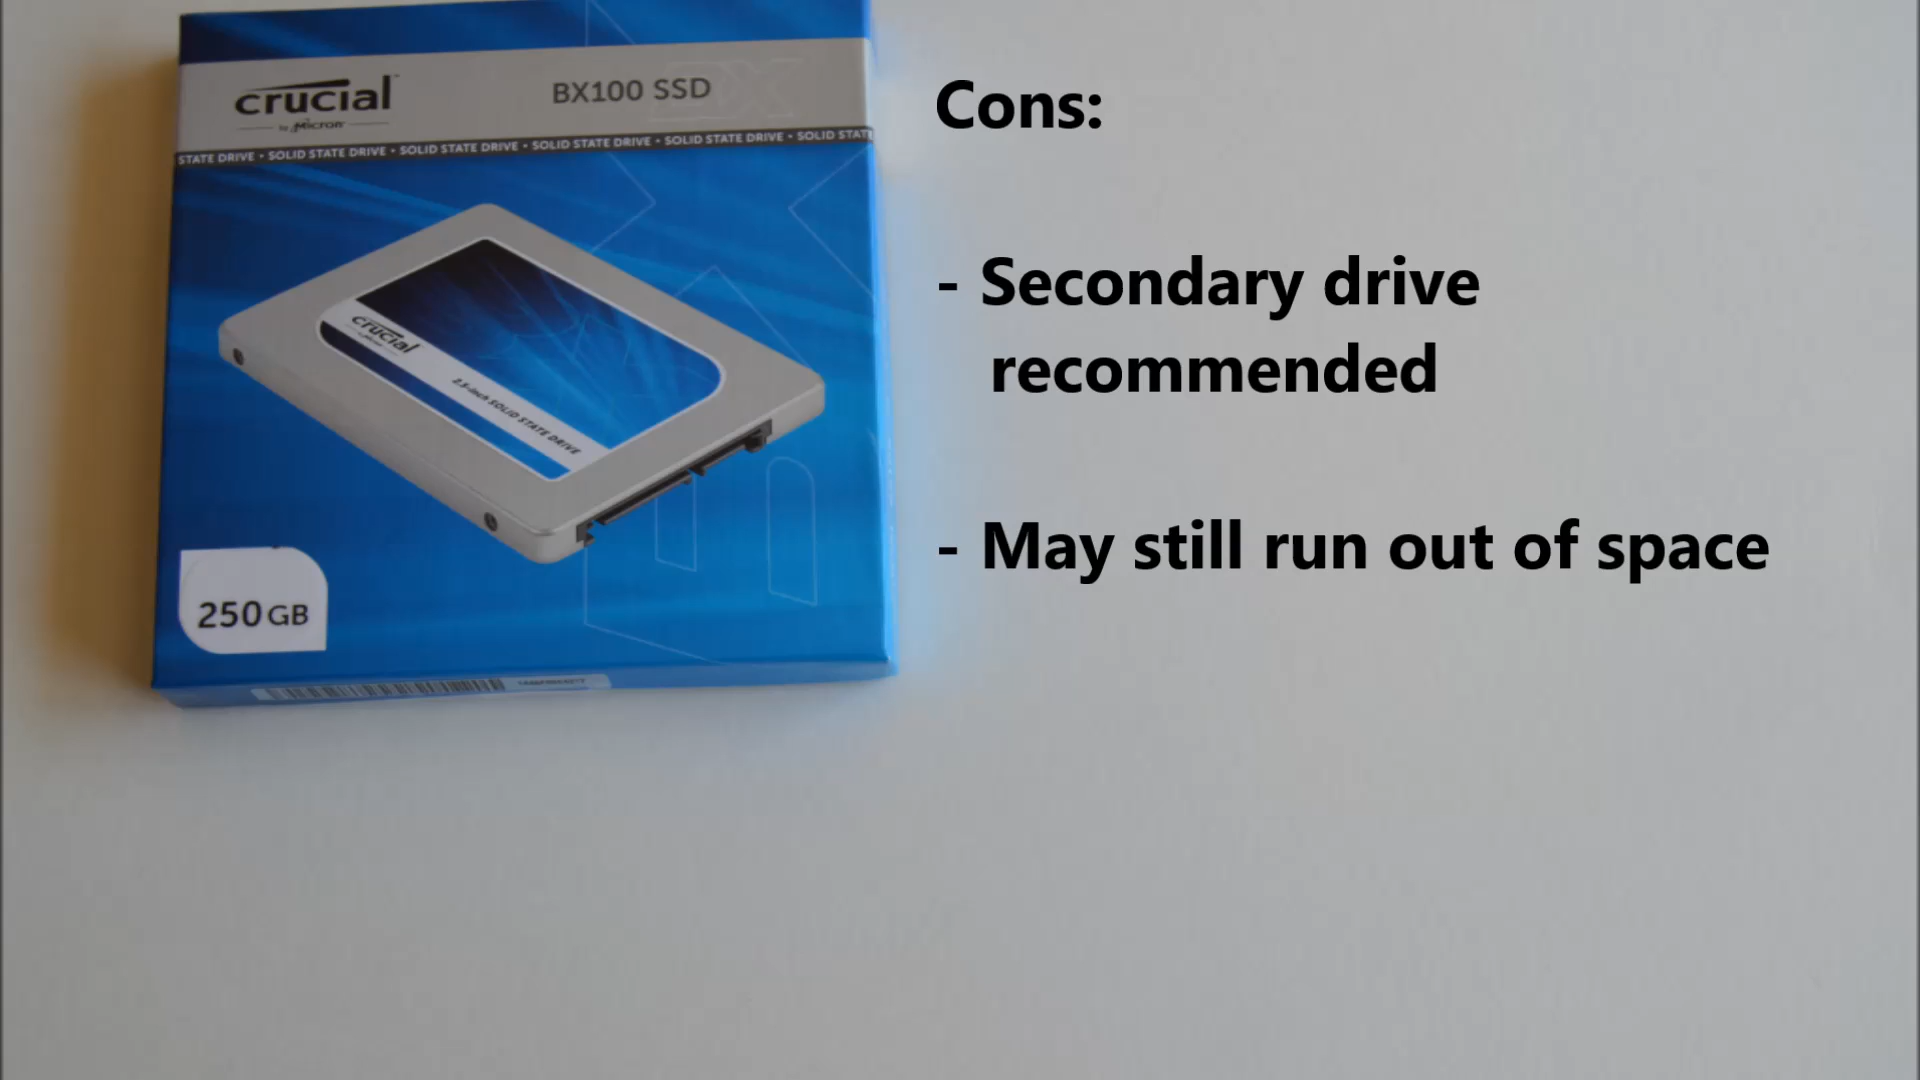 crucial
by Micron
BX100 SSD
STATE DRIVE • SOLID STATE DRIVE • SOLID STATE DRIVE • SOLID STATE DRIVE • SOLID STATE DRIVE • SOLID STAT
crucial
2.5-inch SOLID STATE DRIVE
250GB
Cons:
- Secondary drive
recommended
- May still run out of space